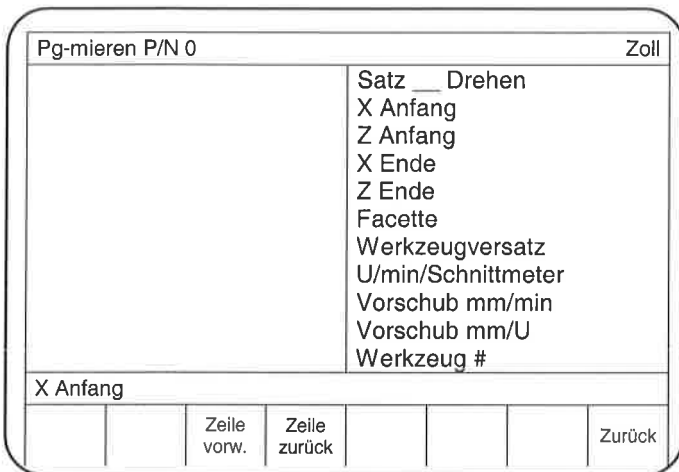 Pg-mieren P/N 0 Zoll
Satz __ Drehen
X Anfang
Z Anfang
X Ende
Z Ende
Facette
Werkzeugversatz
U/min/Schnittmeter
Vorschub mm/min
Vorschub mm/U
Werkzeug #
X Anfang
Zeile vorw.
Zeile zurück
Zurück